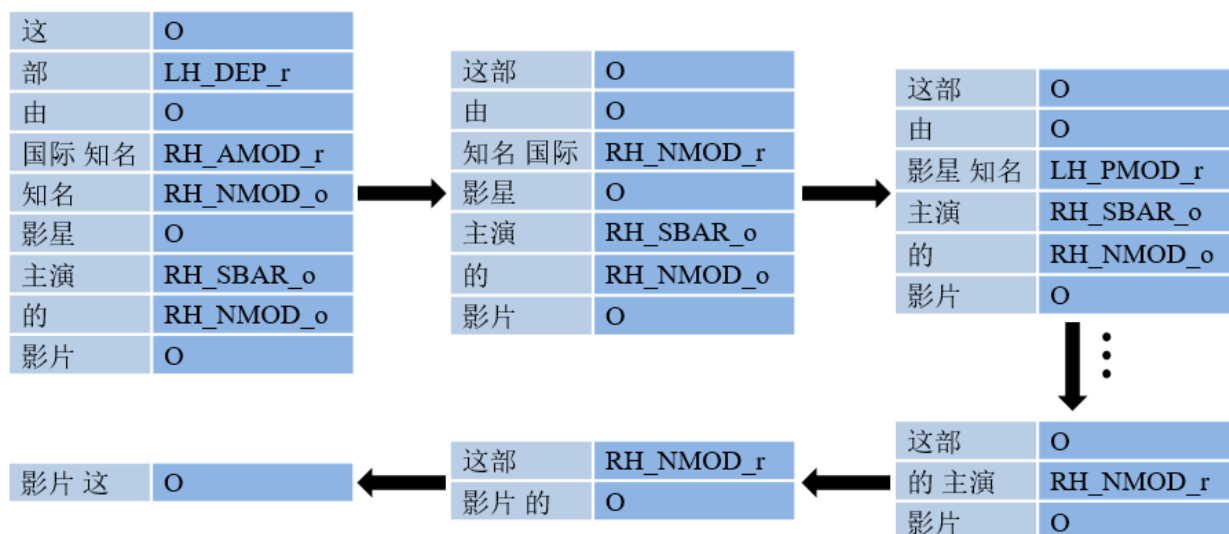 这 O
部 LH_DEP_r
由 O
国际 知名 RH_AMOD_r
知名 RH_NMOD_o
影星 O
主演 RH_SBAR_o
的 RH_NMOD_o
影片 O
这部 O
由 O
知名 国际 RH_NMOD_r
影星 O
主演 RH_SBAR_o
的 RH_NMOD_o
影片 O
这部 O
由 O
影星 知名 LH_PMOD_r
主演 RH_SBAR_o
的 RH_NMOD_o
影片 O
这部 O
的 主演 RH_NMOD_r
影片 O
这部 RH_NMOD_r
影片 的 O
影片 这 O